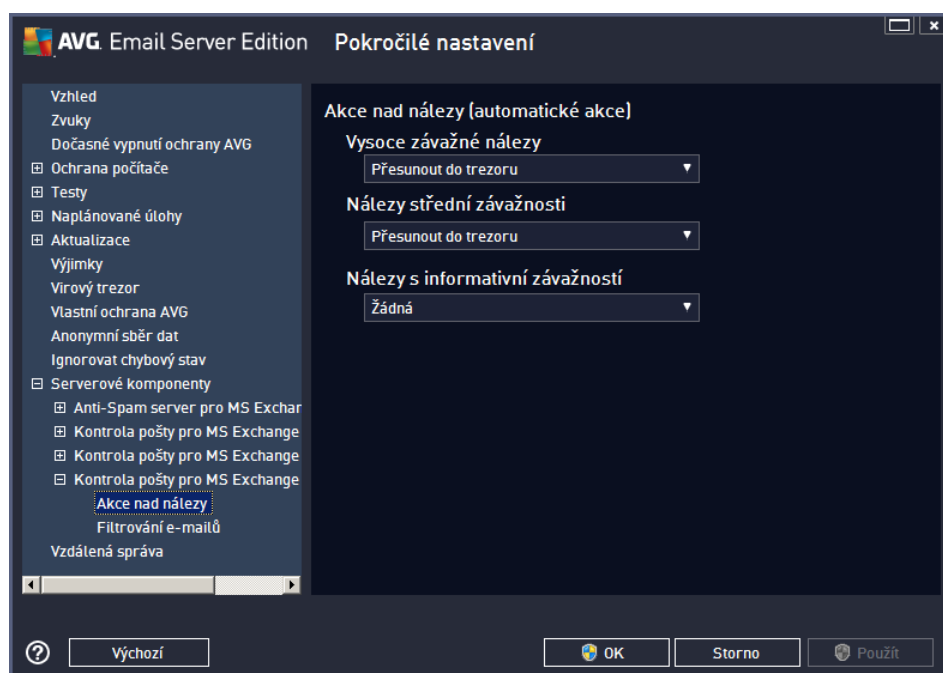 AVG. Email Server Edition Pokročilé nastavení
Vzhled
Zvuky
Dočasné vypnutí ochrany AVG
Ochrana počítače
Testy
Naplánované úlohy
Aktualizace
Výjimky
Virový trezor
Vlastní ochrana AVG
Anonymní sběr dat
Ignorovat chybový stav
Serverové komponenty
Anti-Spam server pro MS Exchar
Kontrola pošty pro MS Exchange
Kontrola pošty pro MS Exchange
Kontrola pošty pro MS Exchange
Akce nad nálezy
Filtrování e-mailů
Vzdálená správa
Akce nad nálezy (automatické akce)
Vysoce závažné nálezy
Přesunout do trezoru
Nálezy střední závažnosti
Přesunout do trezoru
Nálezy s informativní závažností
Žádná
Výchozí
OK
Storno
Použít